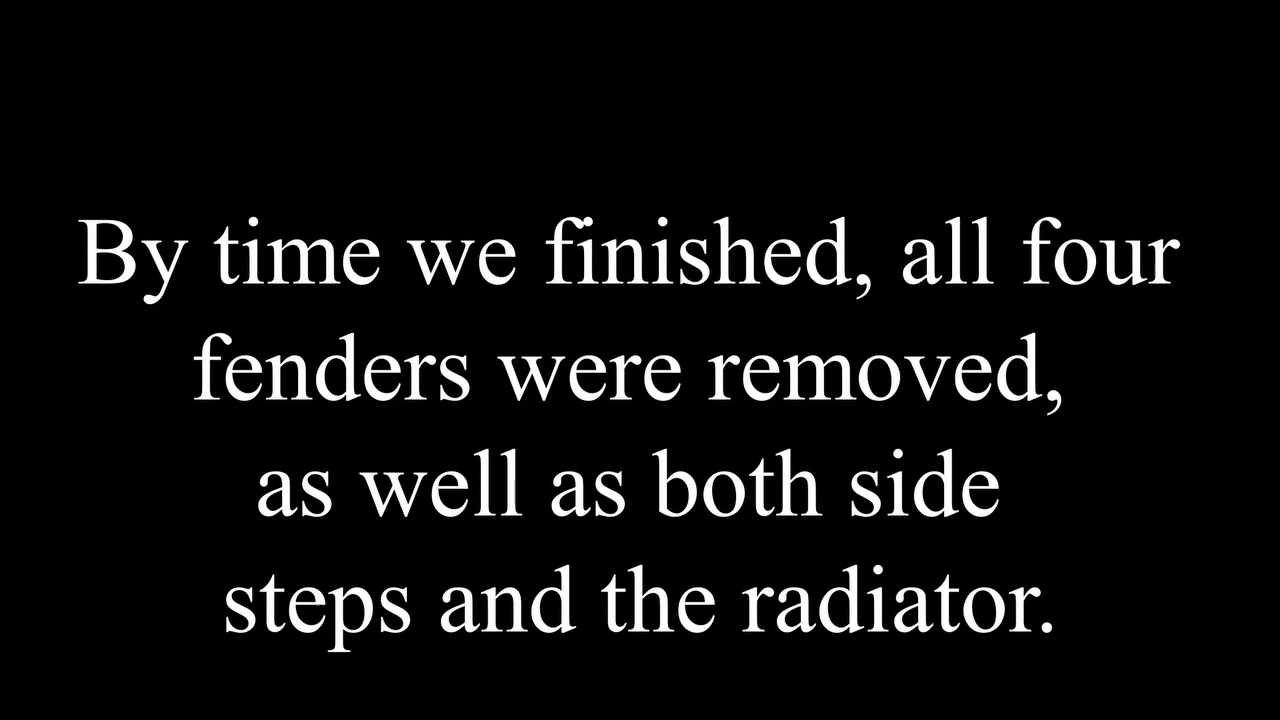 By time we finished, all four
fenders were removed,
as well as both side
steps and the radiator.